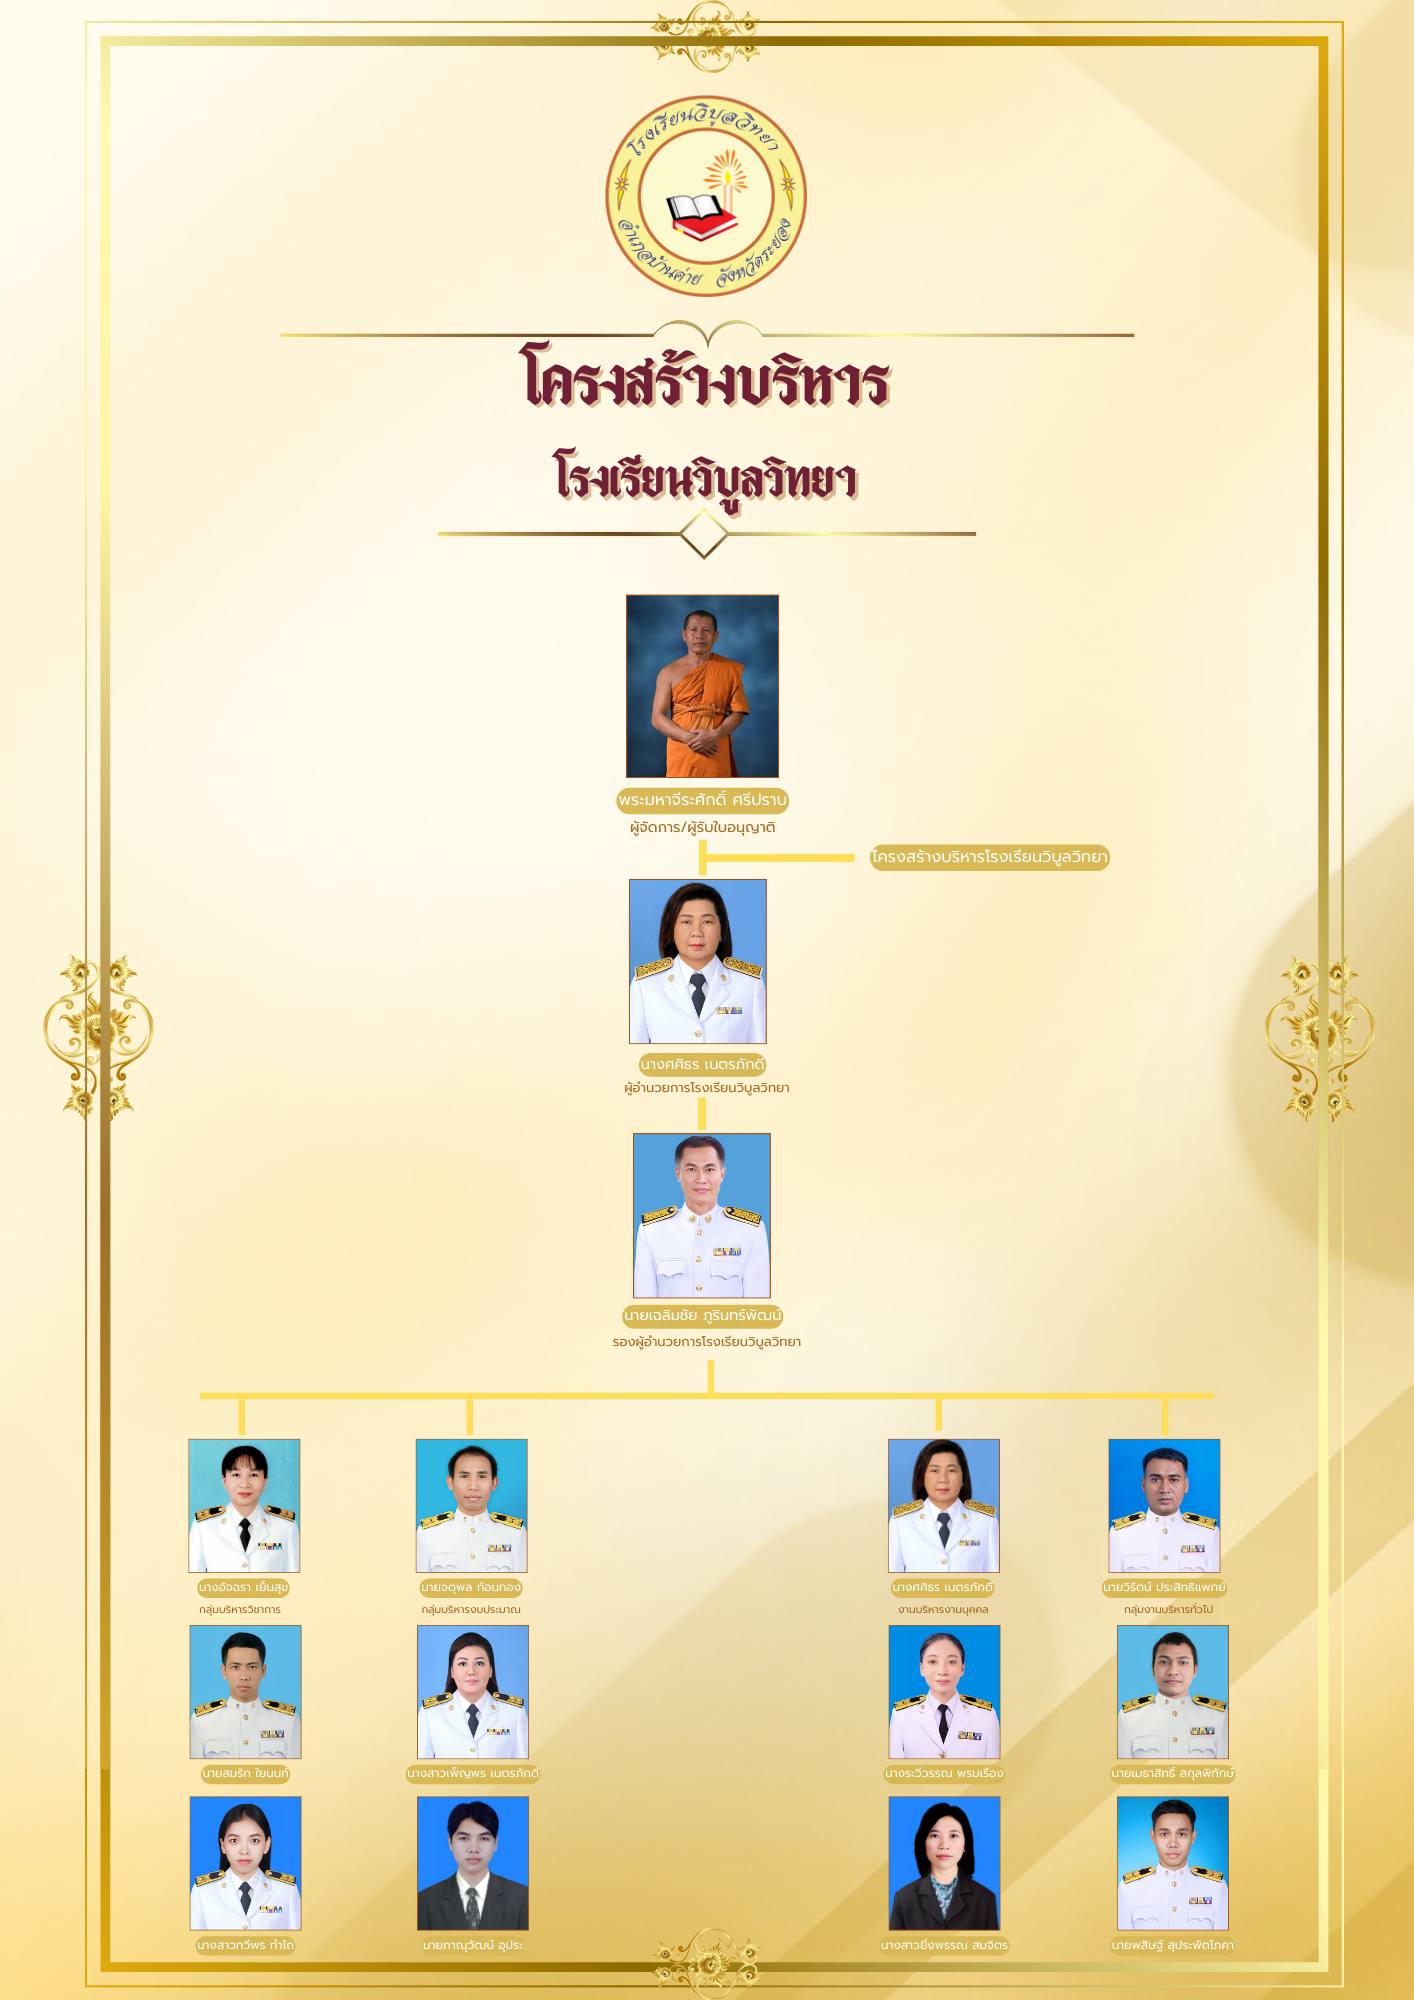 โรงเรียนวิบูลวิทยา
อำเภอบ้านค่าย จังหวัดระยอง
โครงสร้างบริหาร
โรงเรียนวิบูลวิทยา
พระมหาจีระศักดิ์ ศรีปราบ
ผู้จัดการ/ผู้รับใบอนุญาติ
โครงสร้างบริหารโรงเรียนวิบูลวิทยา
นางศศิธร เนตรภักดี
ผู้อำนวยการโรงเรียนวิบูลวิทยา
นายเฉลิมชัย ภูรินทร์พัฒน์
รองผู้อำนวยการโรงเรียนวิบูลวิทยา
นางอัจฉรา เย็นสุข นายจตุพล ก้อนทอง นางศศิธร เนตรภักดี นายวิรัตน์ ประสิทธิแพทย์
กลุ่มบริหารวิชาการ กลุ่มบริหารงบประมาณ งานบริหารงานบุคคล กลุ่มงานบริหารทั่วไป
นายสมรัก ใยนนท์ นางสาวเพ็ญพร เนตรภักดี นางระวีวรรณ พรมเรือง นายเมธาสิทธิ์ สกุลพิทักษ์
นางสาวทวีพร ทำไถ นายภาณุวัฒน์ อุประ นางสาวยิ่งพรรณ สมจิตร นายพสิษฐ์ สุประพัตโภคา